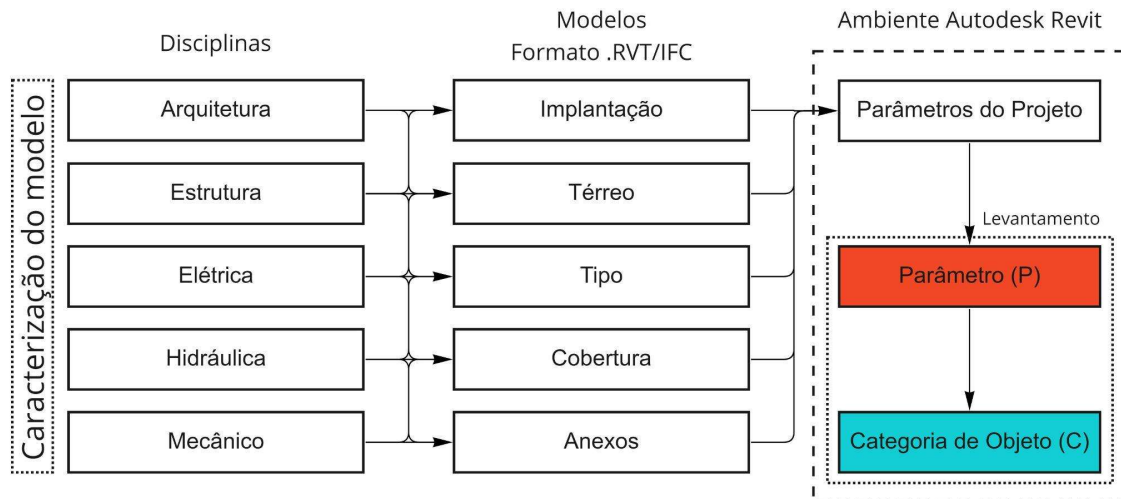 Disciplinas
Modelos
Formato .RVT/IFC
Ambiente Autodesk Revit
Caracterização do modelo
Arquitetura
Implantação
Parâmetros do Projeto
Estrutura
Térreo
Levantamento
Elétrica
Tipo
Parâmetro (P)
Hidráulica
Cobertura
Mecânico
Anexos
Categoria de Objeto (C)